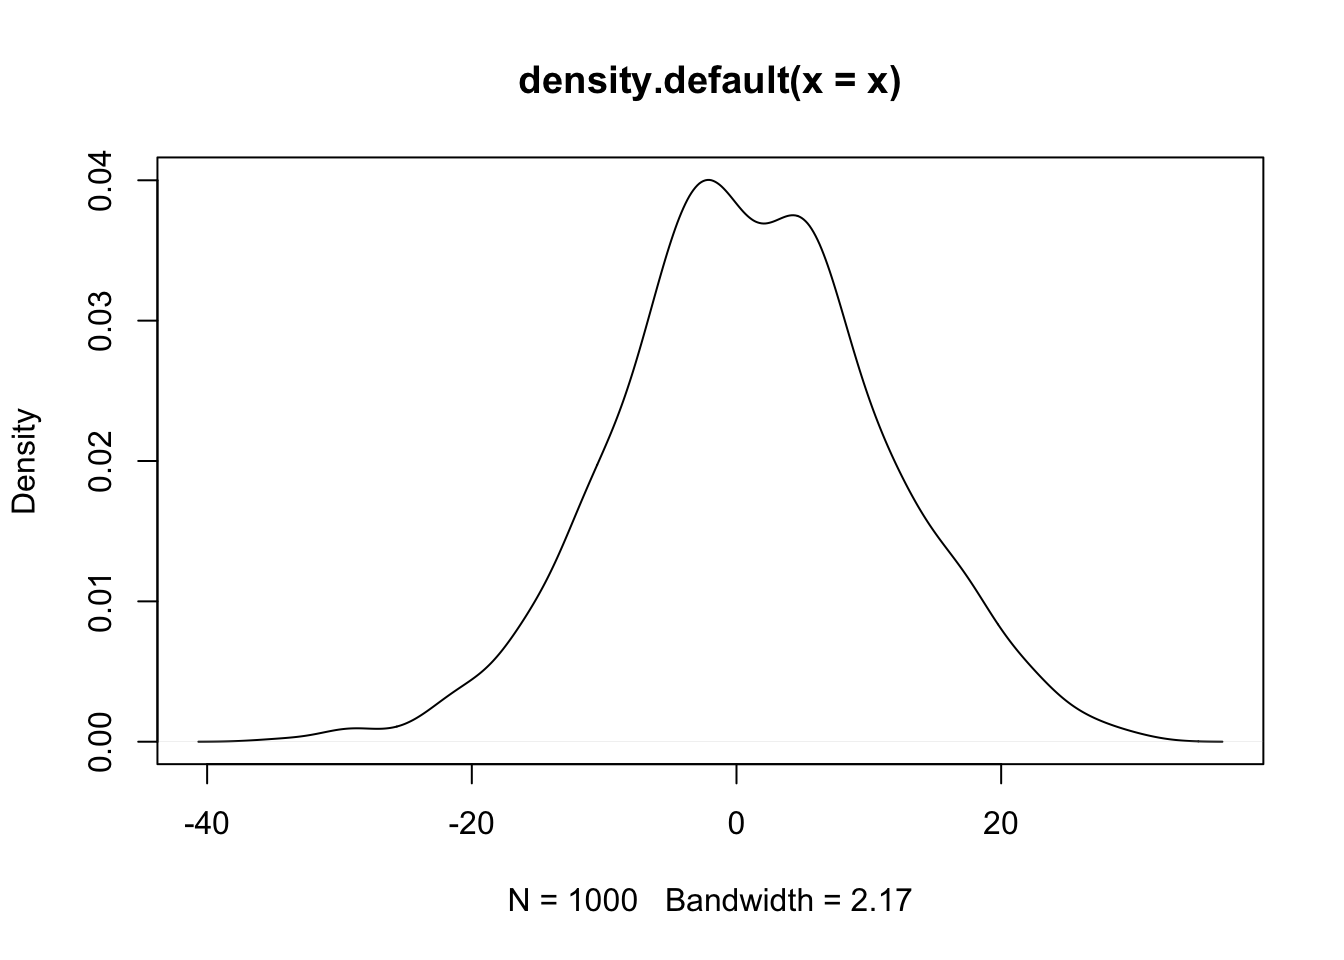 density.default(x = x)
Density
0.04
0.03
0.02
0.01
0.00
-40 -20 0 20
N = 1000 Bandwidth = 2.17